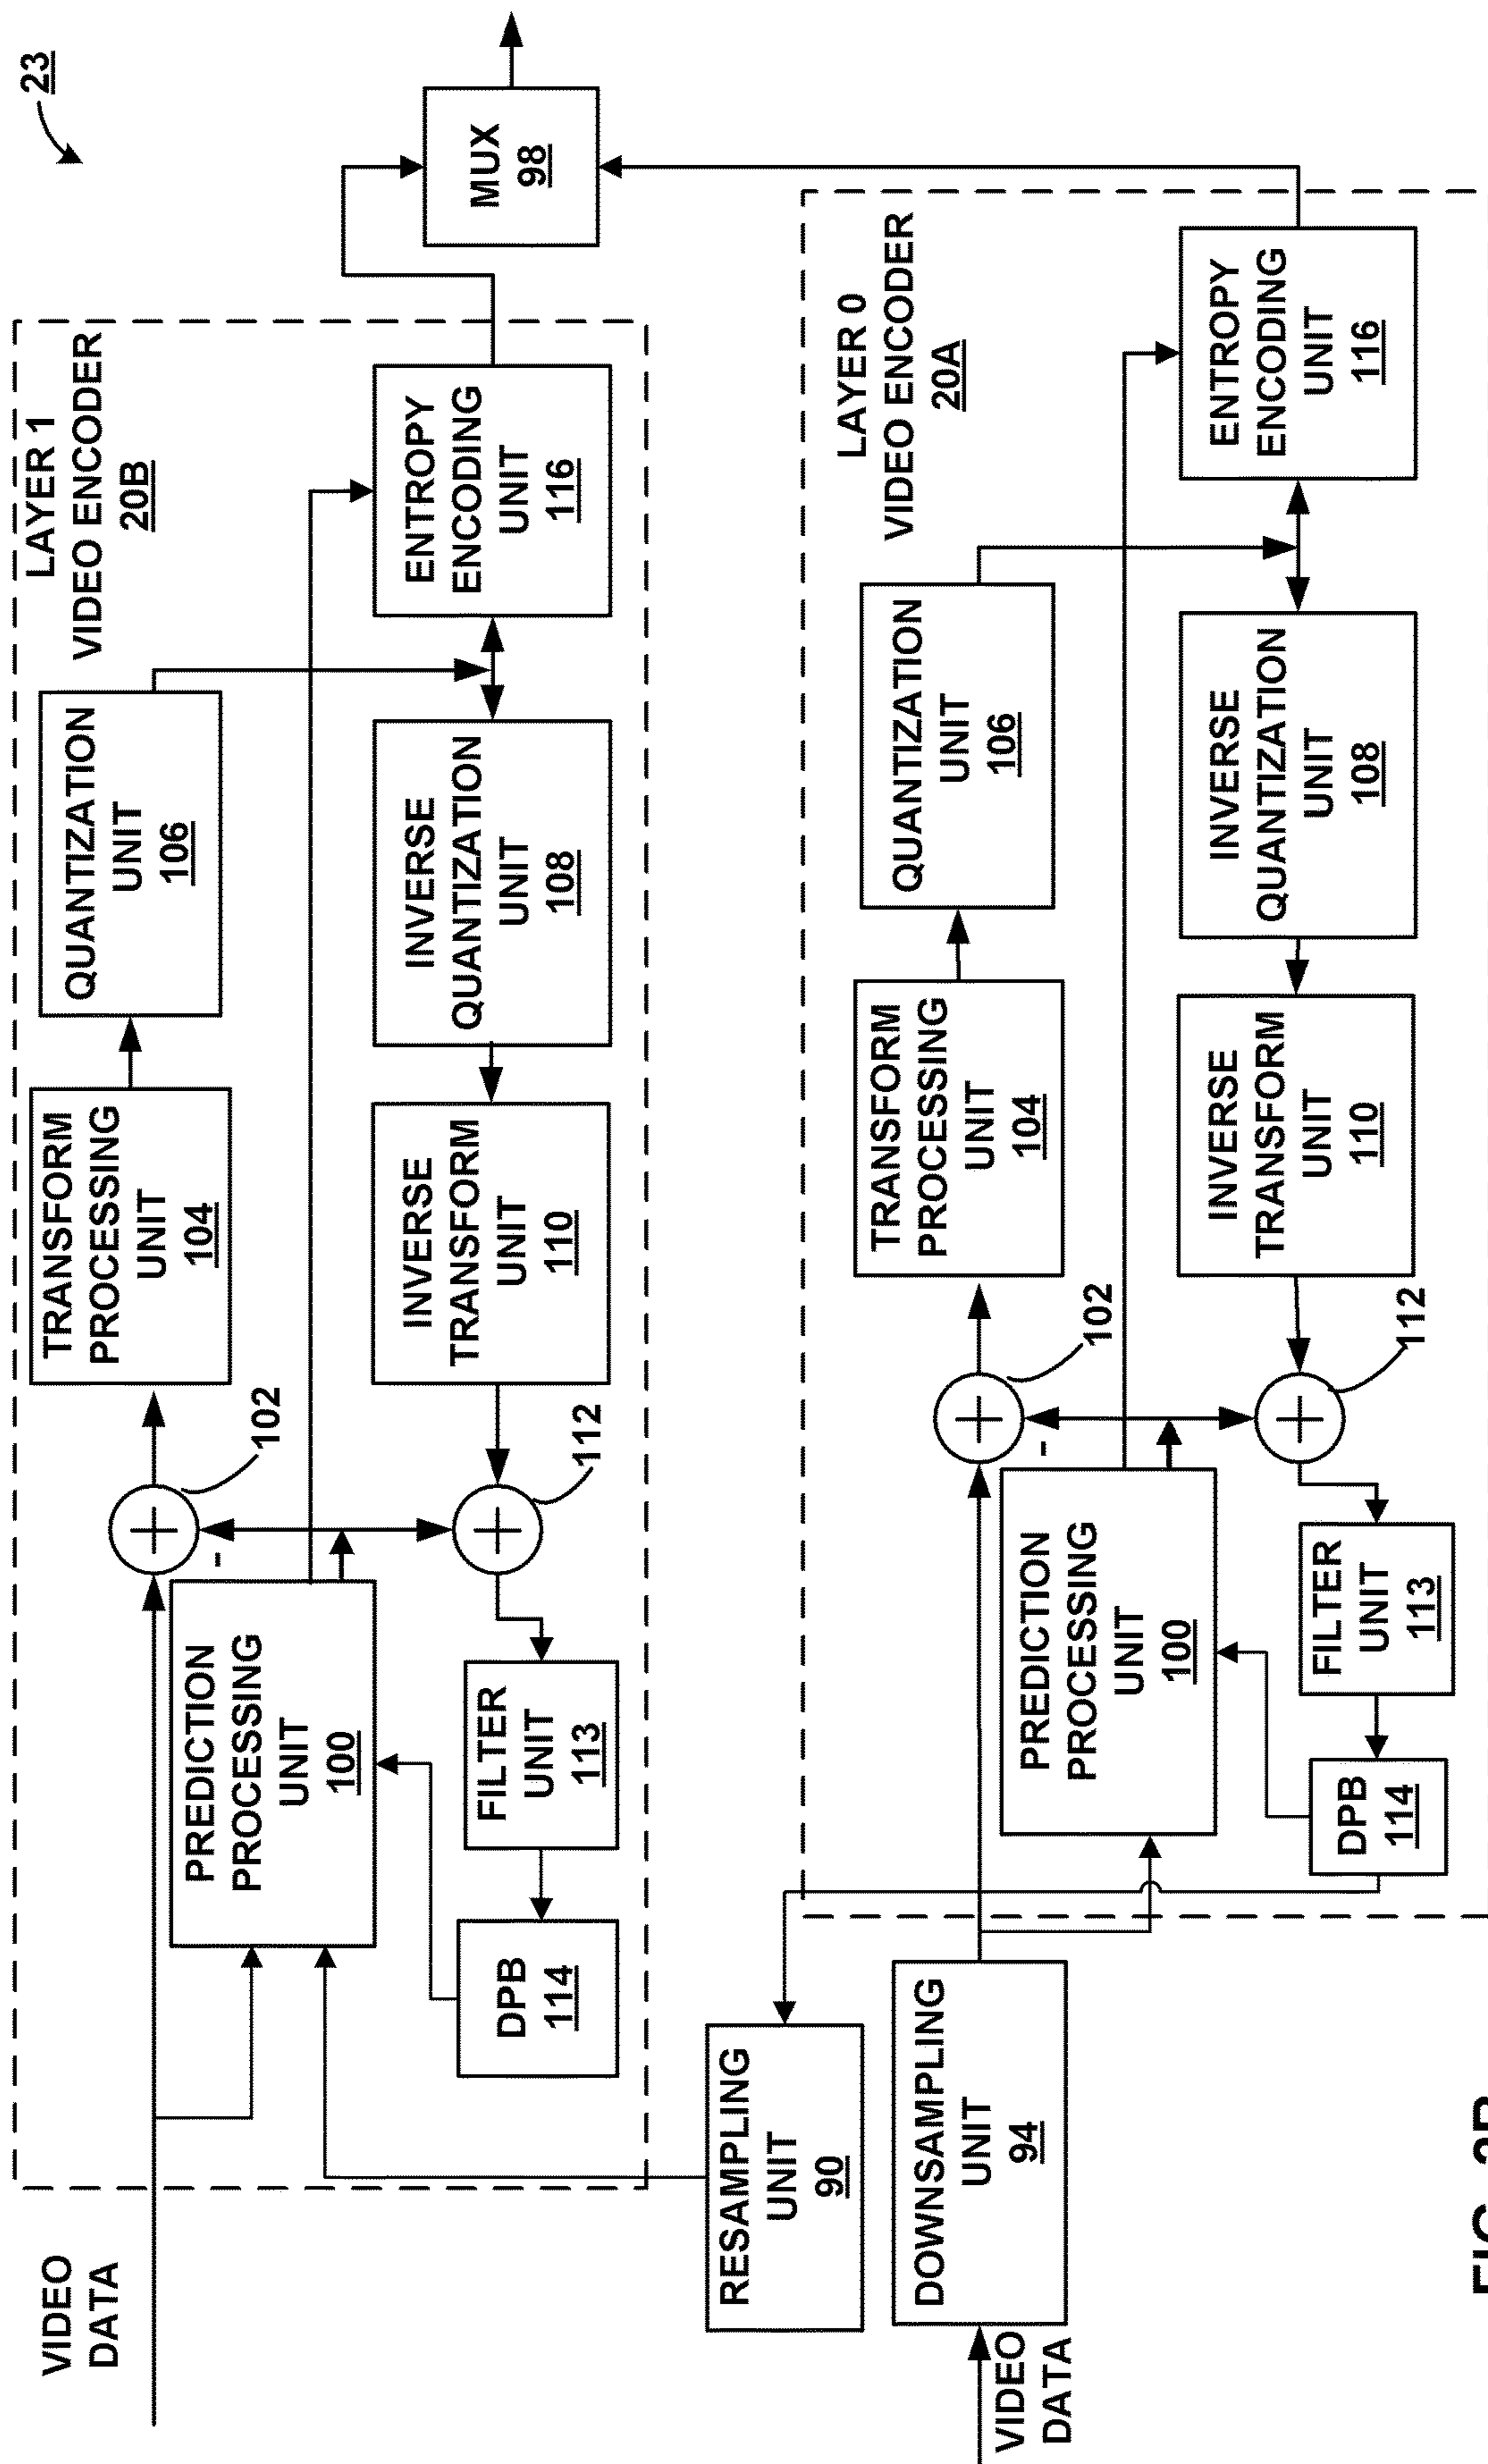 23
LAYER 1
VIDEO ENCODER
20B
VIDEO
DATA
102
-
TRANSFORM
PROCESSING
UNIT
104
QUANTIZATION
UNIT
106
PREDICTION
PROCESSING
UNIT
100
112
INVERSE
TRANSFORM
UNIT
110
INVERSE
QUANTIZATION
UNIT
108
ENTROPY
ENCODING
UNIT
116
MUX
98
DPB
114
FILTER
UNIT
113
RESAMPLING
UNIT
90
LAYER 0
VIDEO ENCODER
20A
VIDEO
DATA
DOWNSAMPLING
UNIT
94
102
-
TRANSFORM
PROCESSING
UNIT
104
QUANTIZATION
UNIT
106
PREDICTION
PROCESSING
UNIT
100
112
INVERSE
TRANSFORM
UNIT
110
INVERSE
QUANTIZATION
UNIT
108
ENTROPY
ENCODING
UNIT
116
DPB
114
FILTER
UNIT
113
FIG.